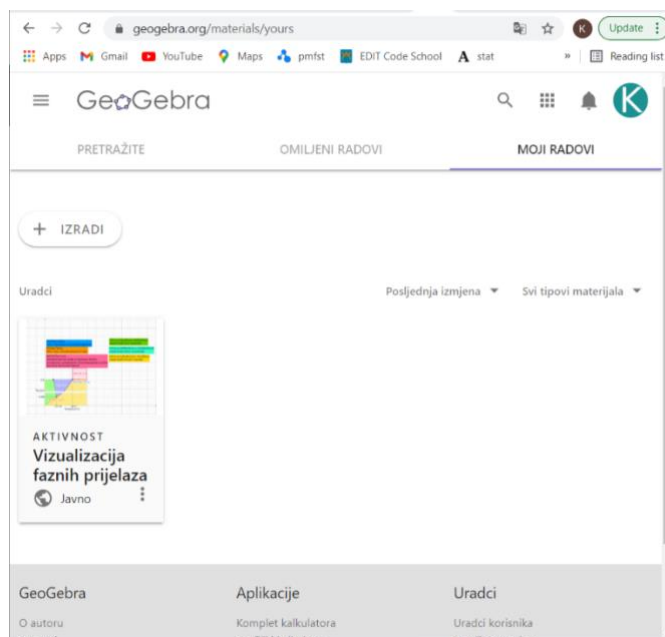 geogebra.org/materials/yours K Update
Apps Gmail YouTube Maps pmfst EDIT Code School A stat » Reading list
GeoGebra K
PRETRAŽITE OMILJENI RADOVI MOJI RADOVI
+ IZRADI
Uradci Posljednja izmjena Svi tipovi materijala
AKTIVNOST
Vizualizacija
faznih prijelaza
Javno
GeoGebra Aplikacije Uradci
O autoru Komplet kalkulatora Uradci korisnika